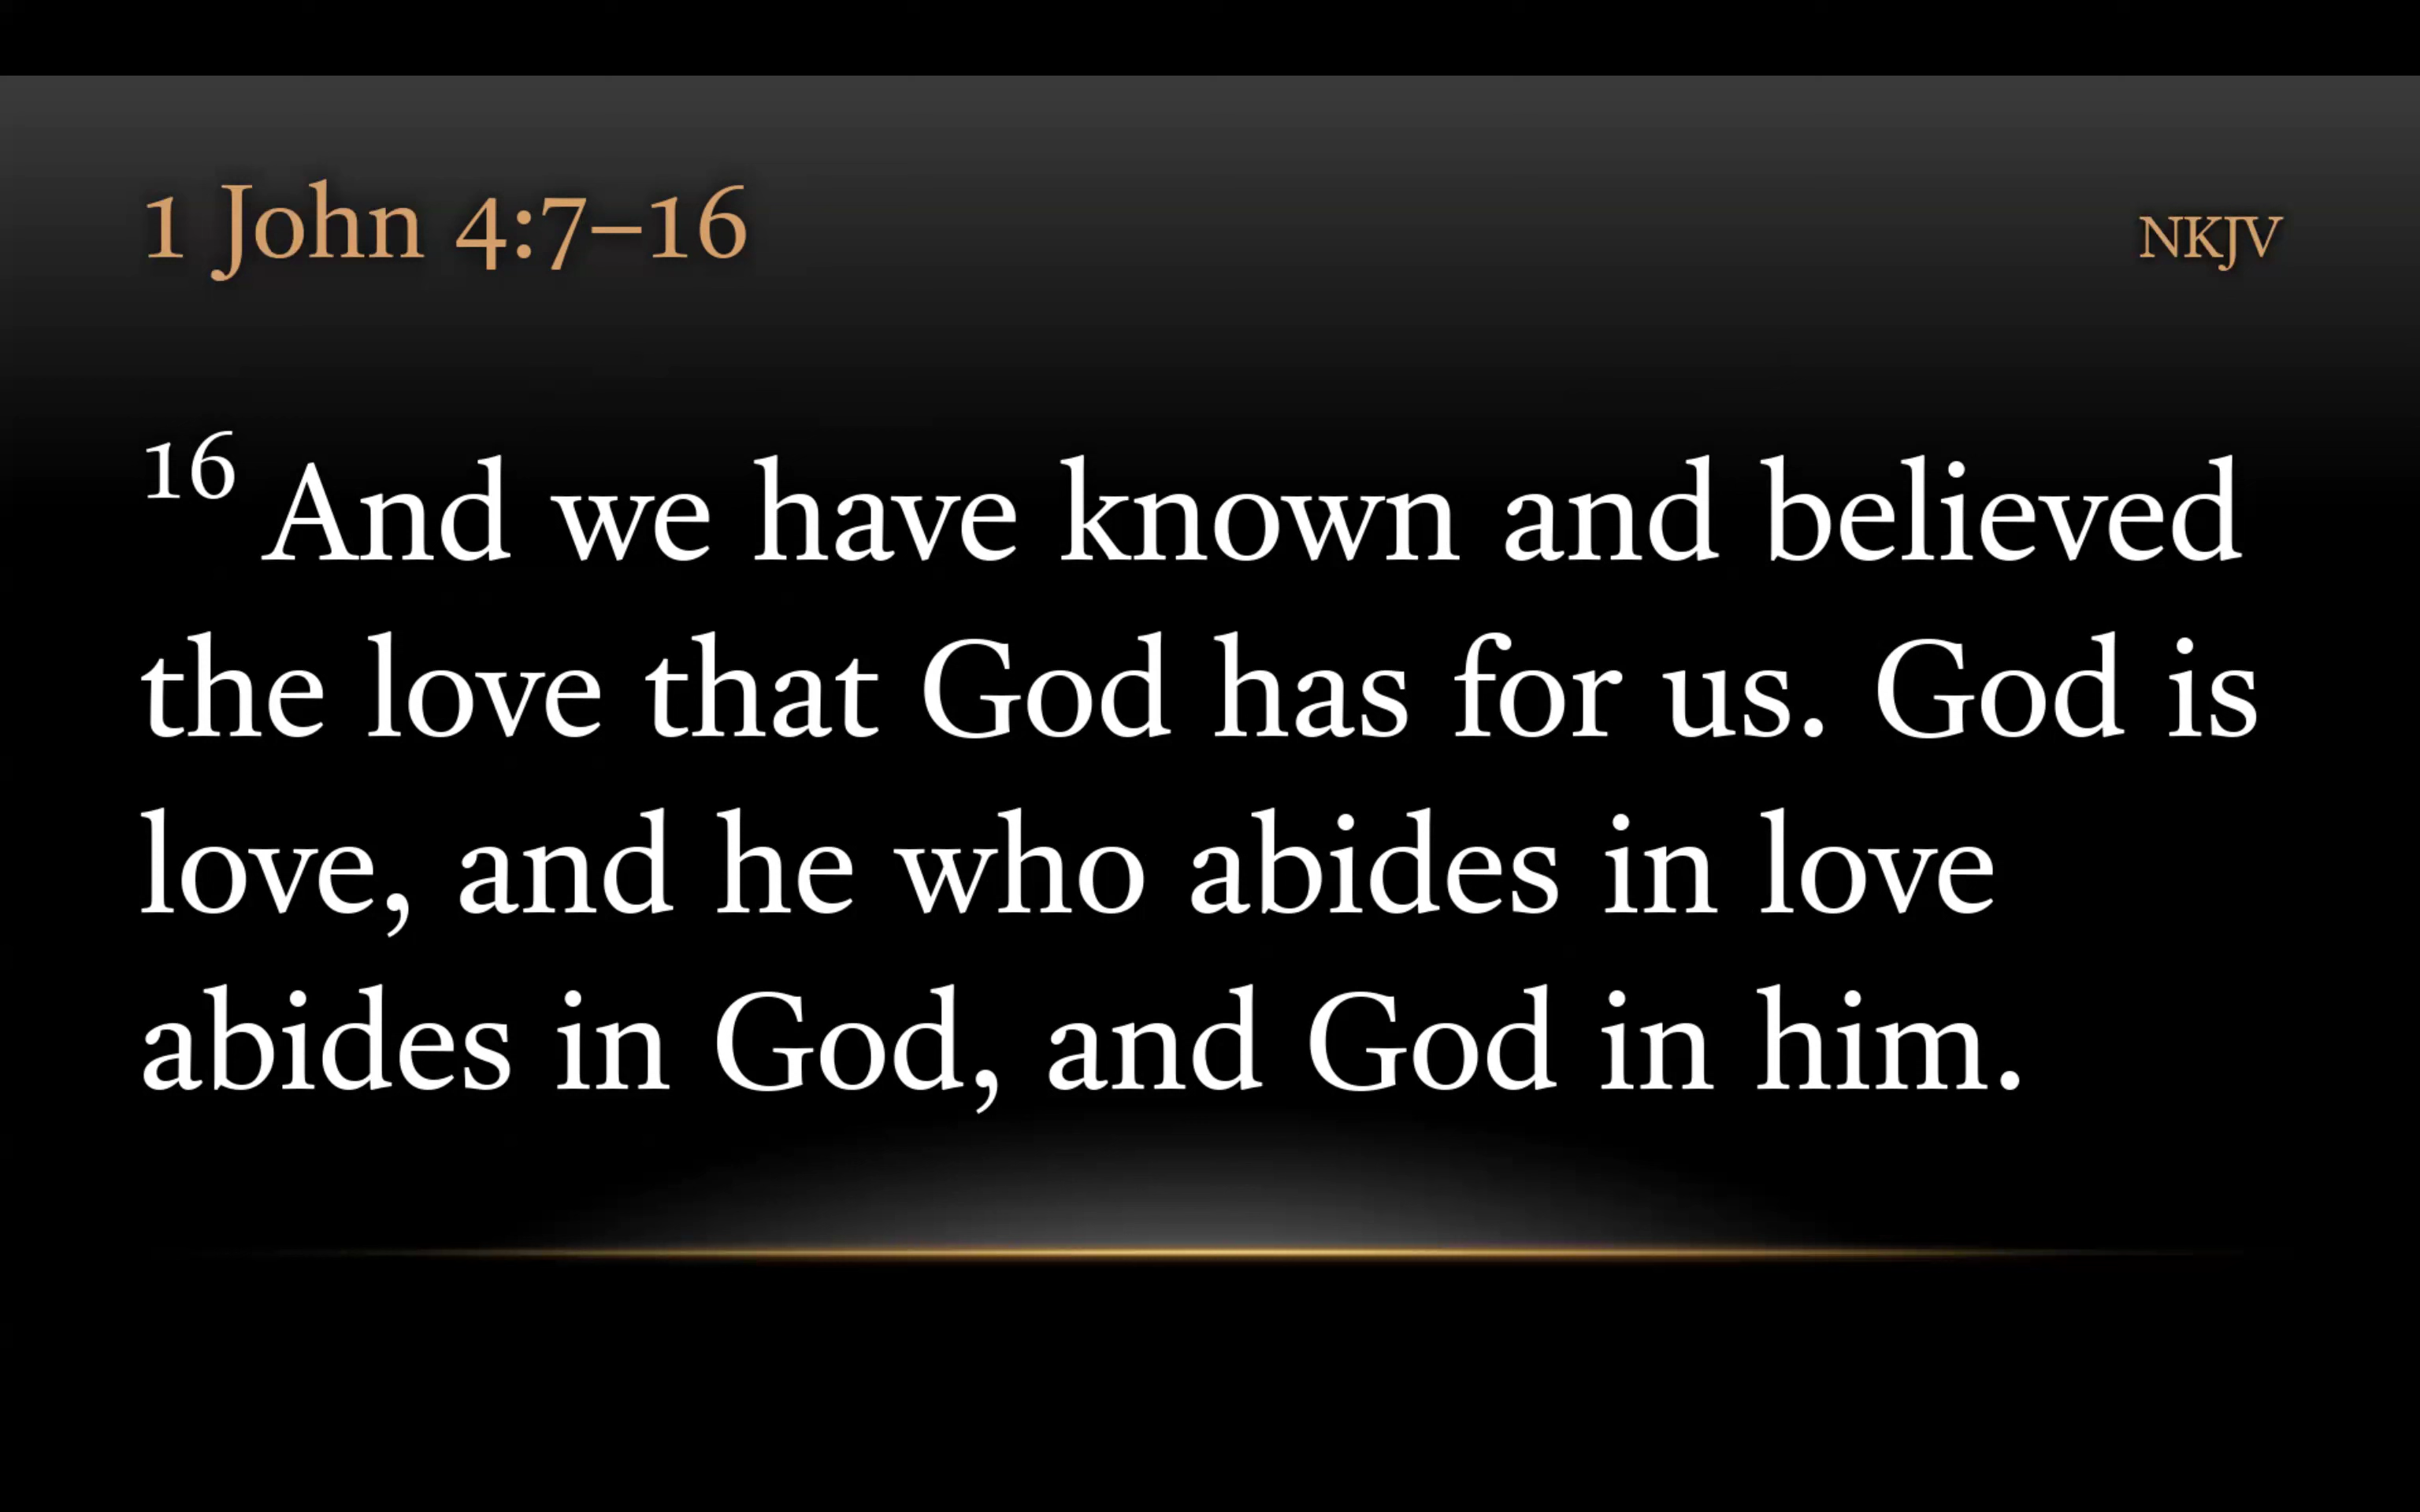 1 John 4:7–16
NKJV
16 And we have known and believed
the love that God has for us. God is
love, and he who abides in love
abides in God, and God in him.